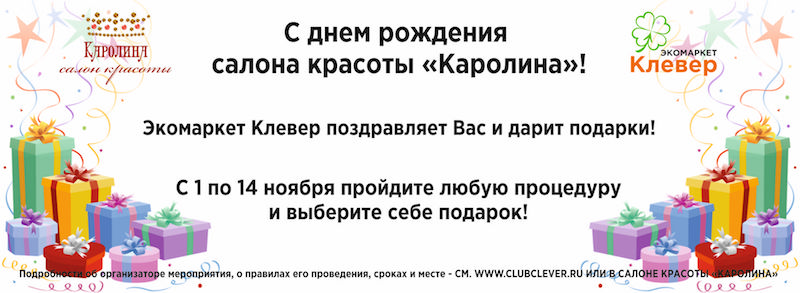 Каролина
салон красоты
С днем рождения
салона красоты «Каролина»!
ЭКОМАРКЕТ
Клевер
Экомаркет Клевер поздравляет Вас и дарит подарки!
С 1 по 14 ноября пройдите любую процедуру
и выберите себе подарок!
Подробности об организаторе мероприятия, о правилах его проведения, сроках и месте - СМ. WWW.CLUBCLEVER.RU ИЛИ В САЛОНЕ КРАСОТЫ «КАРОЛИНА»